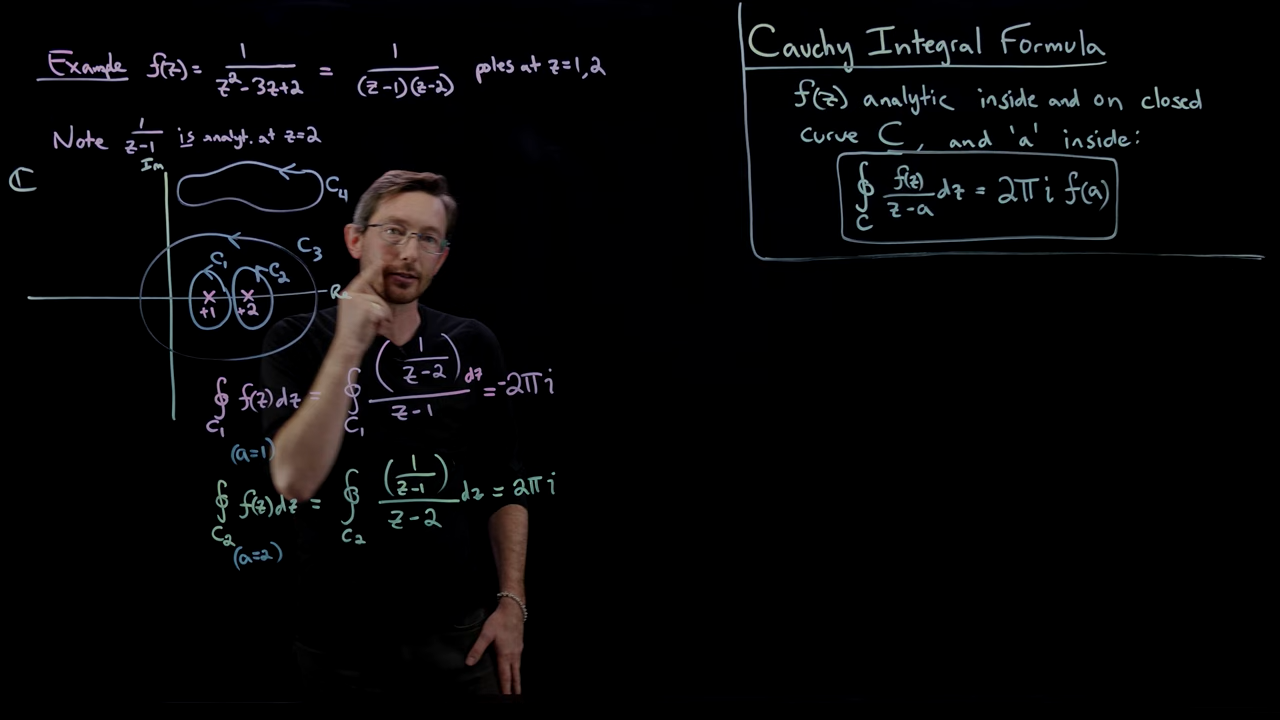 Example f(z) = 1/(z²-3z+2) = 1/((z-1)(z-2)) poles at z=1,2
Note 1/(z-1) is analyt. at z=2
ℂ
Im
C₄
C₃
C₁ C₂
+1 +2
∮C₁ f(z)dz = ∮C₁ (1/(z-2))dz/(z-1) = -2πi
(a=1)
∮C₂ f(z)dz = ∮C₂ (1/(z-1))/(z-2) dz = 2πi
(a=2)
Cauchy Integral Formula
f(z) analytic inside and on closed
curve C, and 'a' inside:
∮C f(z)/(z-a) dz = 2πi f(a)